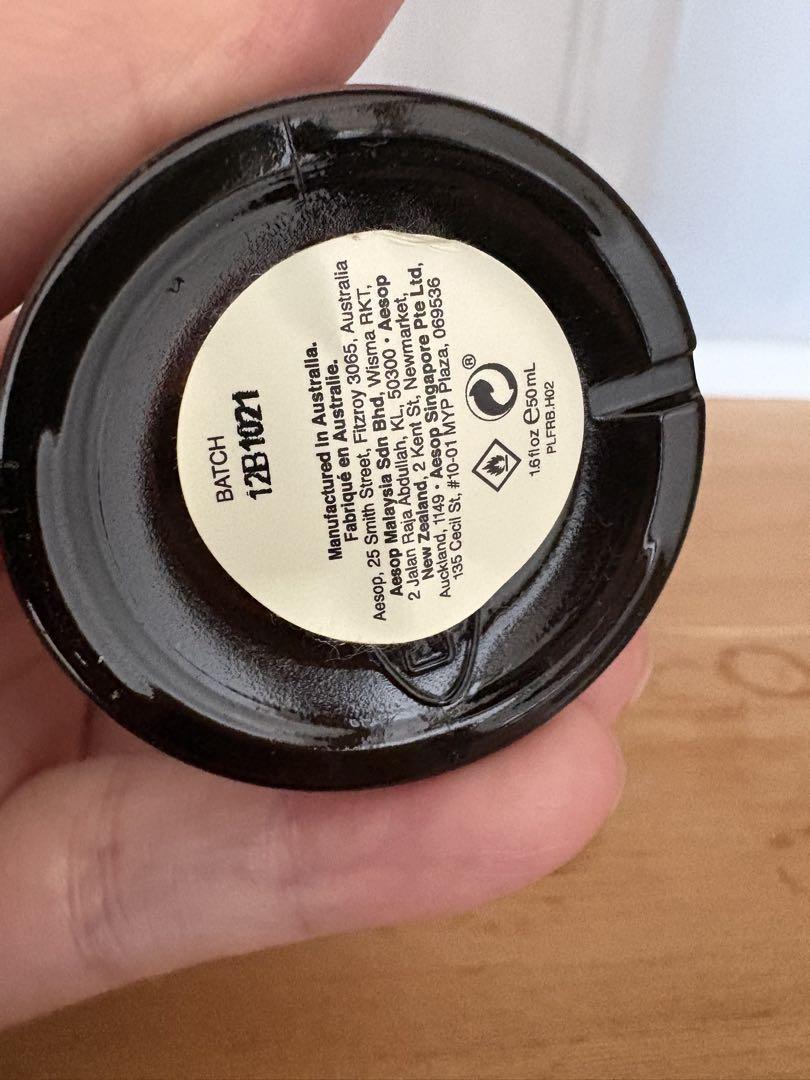 BATCH
12B1021
Manufactured In Australia.
Fabriqué en Australie.
Aesop, 25 Smith Street, Fitzroy 3065, Australia
Aesop Malaysia Sdn Bhd, Wisma RKT,
2 Jalan Raja Abdullah, KL, 50300 • Aesop
New Zealand, 2 Kent St, Newmarket,
Auckland, 1149 • Aesop Singapore Pte Ltd,
135 Cecil St, #10-01 MYP Plaza, 069536
®
1.6 fl oz ℮50mL
PLFRB.H02